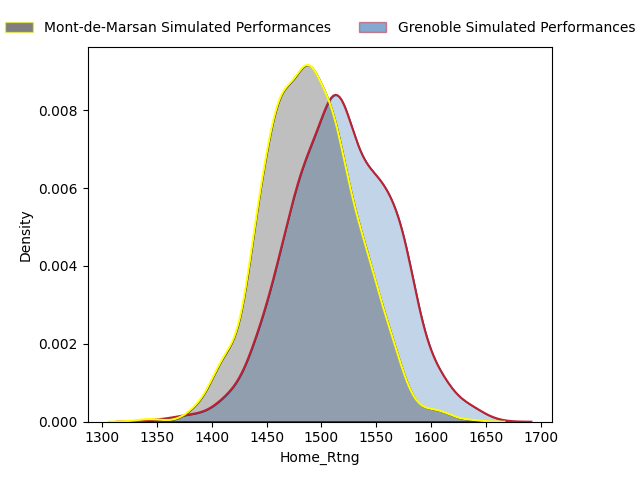 Mont-de-Marsan Simulated Performances Grenoble Simulated Performances
0.008
0.006
0.004
0.002
0.000
Density
1300 1350 1400 1450 1500 1550 1600 1650 1700
Home_Rtng